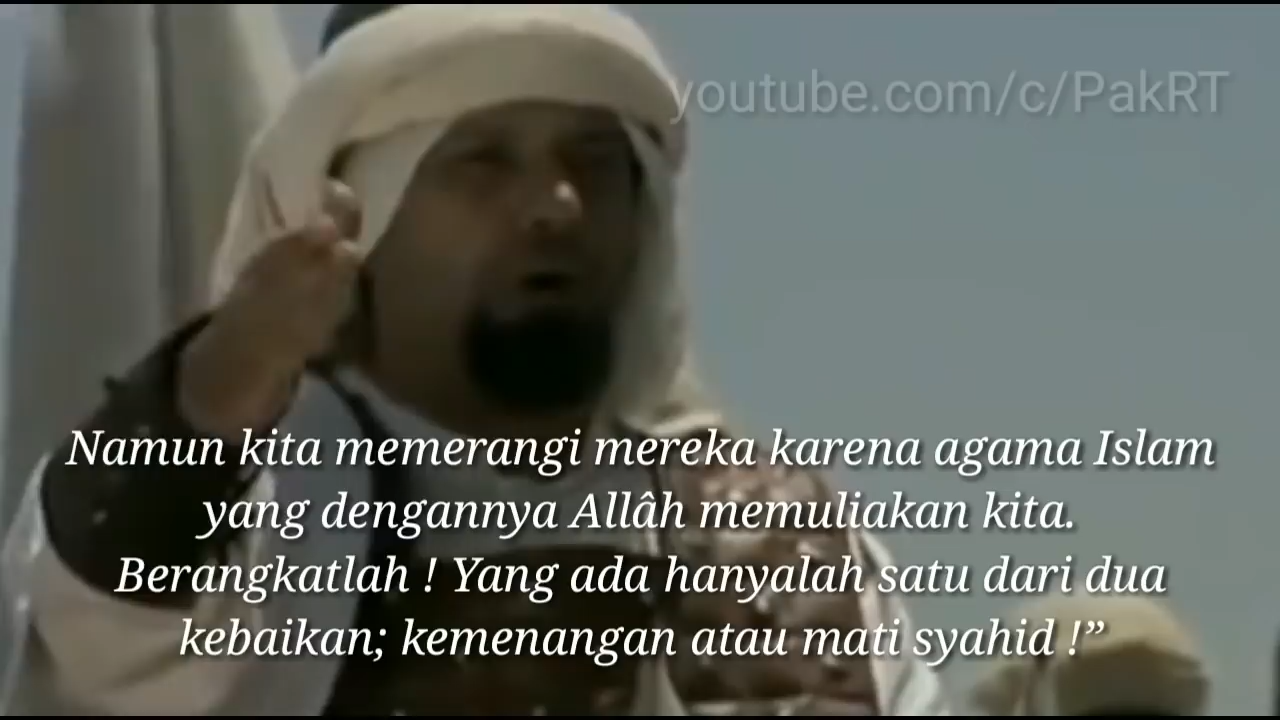 youtube.com/c/PakRT
Namun kita memerangi mereka karena agama Islam
yang dengannya Allâh memuliakan kita.
Berangkatlah ! Yang ada hanyalah satu dari dua
kebaikan; kemenangan atau mati syahid !”